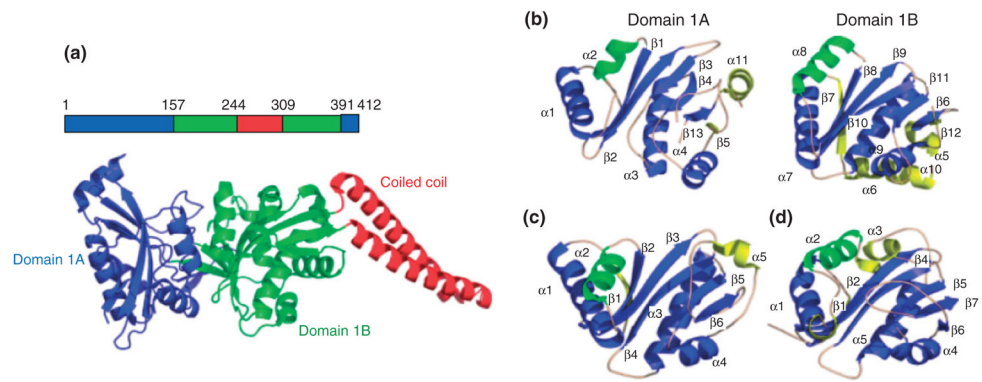 (a)
1 157 244 309 391 412
Coiled coil
Domain 1A
Domain 1B
(b)
Domain 1A
β1
α2
β3
β4
α11
α1
β13
α4
β5
β2
α3
Domain 1B
α8
β9
β8
β11
β7
β6
β10
β12
α9
α5
α10
α7
α6
(c)
β3
α2
β2
α5
α1
β1
β5
α3
β6
β4
α4
(d)
α3
α2
β4
β2
β5
α1
β1
β7
β6
α5
α4